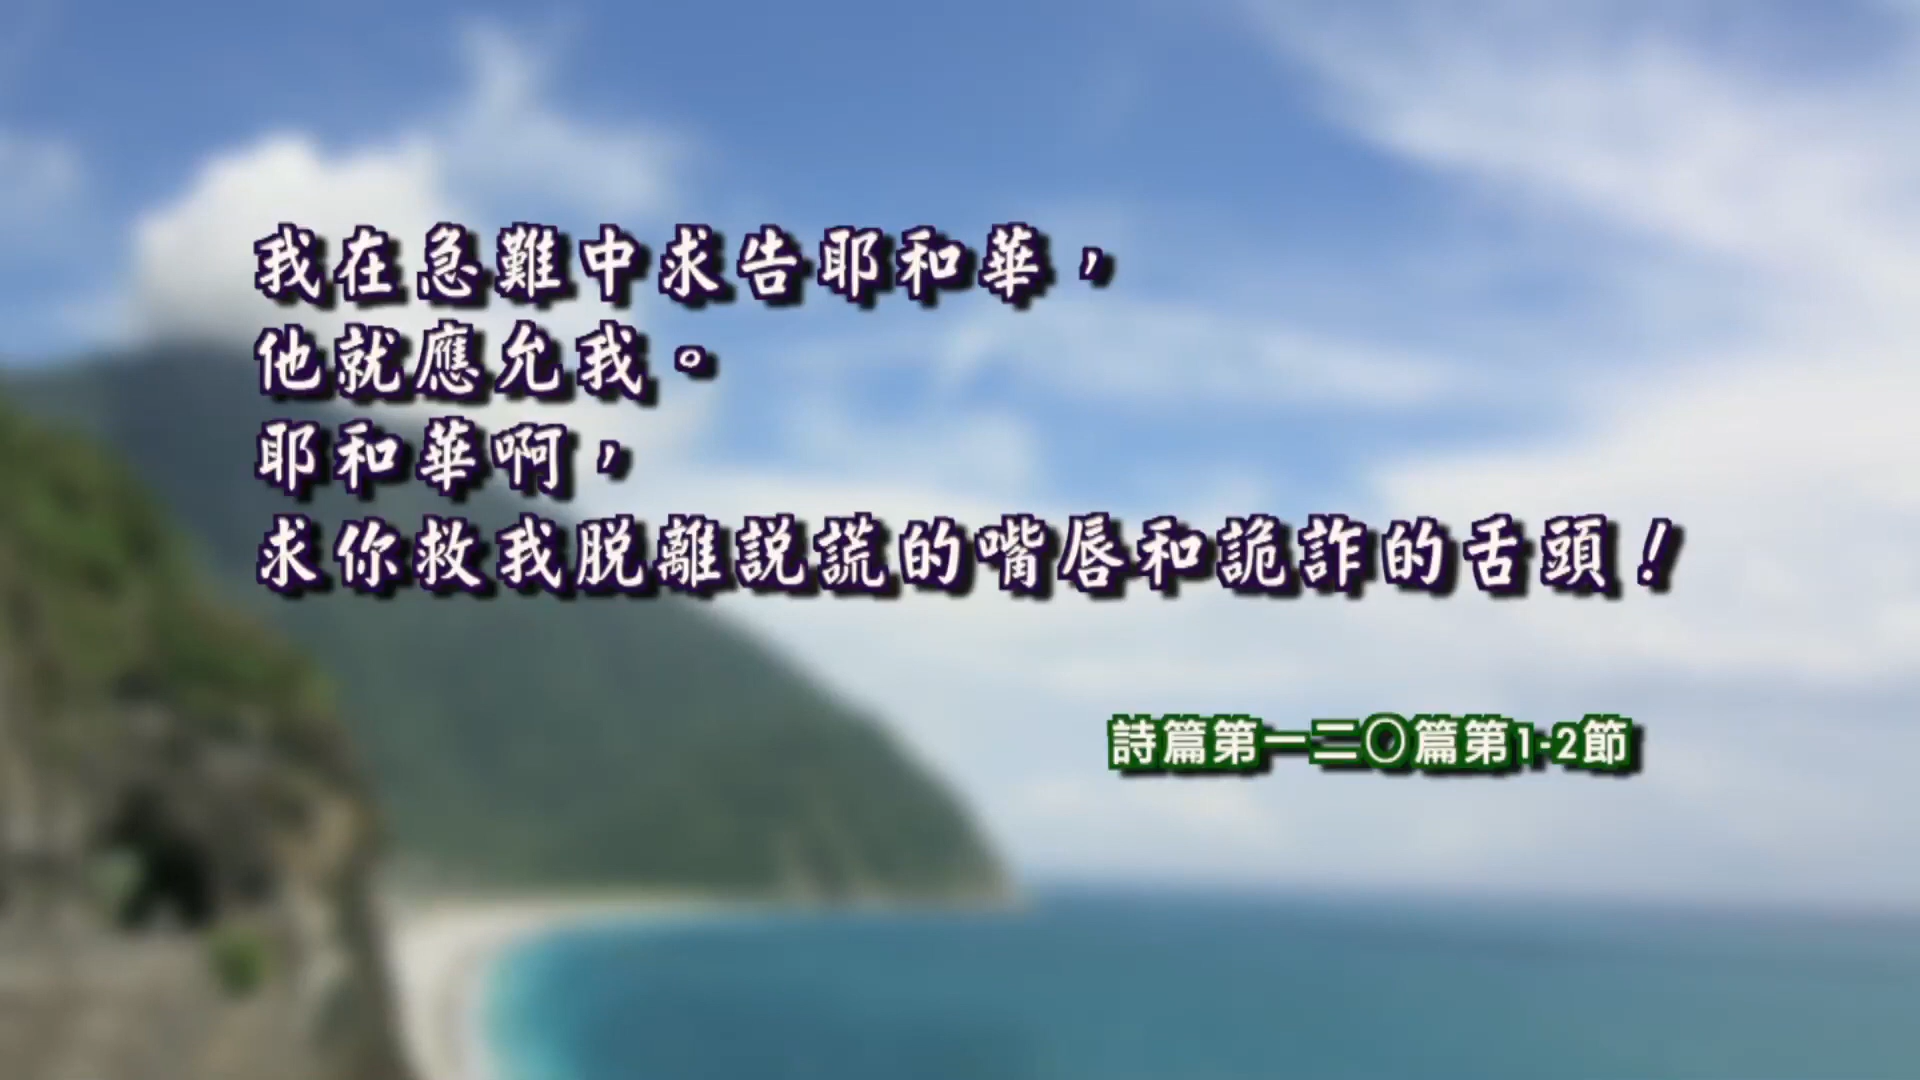 我在急難中求告耶和華，
他就應允我。
耶和華啊，
求你救我脫離説謊的嘴唇和詭詐的舌頭！
詩篇第一二〇篇第1-2節